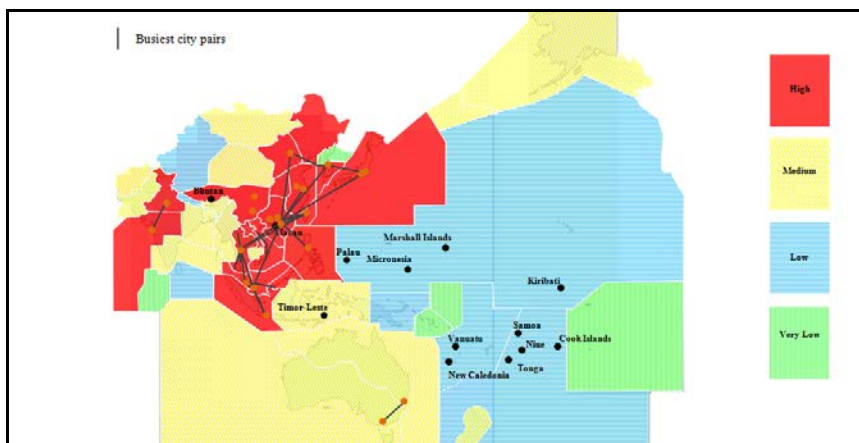 Busiest city pairs
High
Medium
Bhutan
Macau
Marshall Islands
Palau
Micronesia
Low
Kiribati
Timor-Leste
Samoa
Vanuatu
Niue
Cook Islands
Very Low
New Caledonia
Tonga